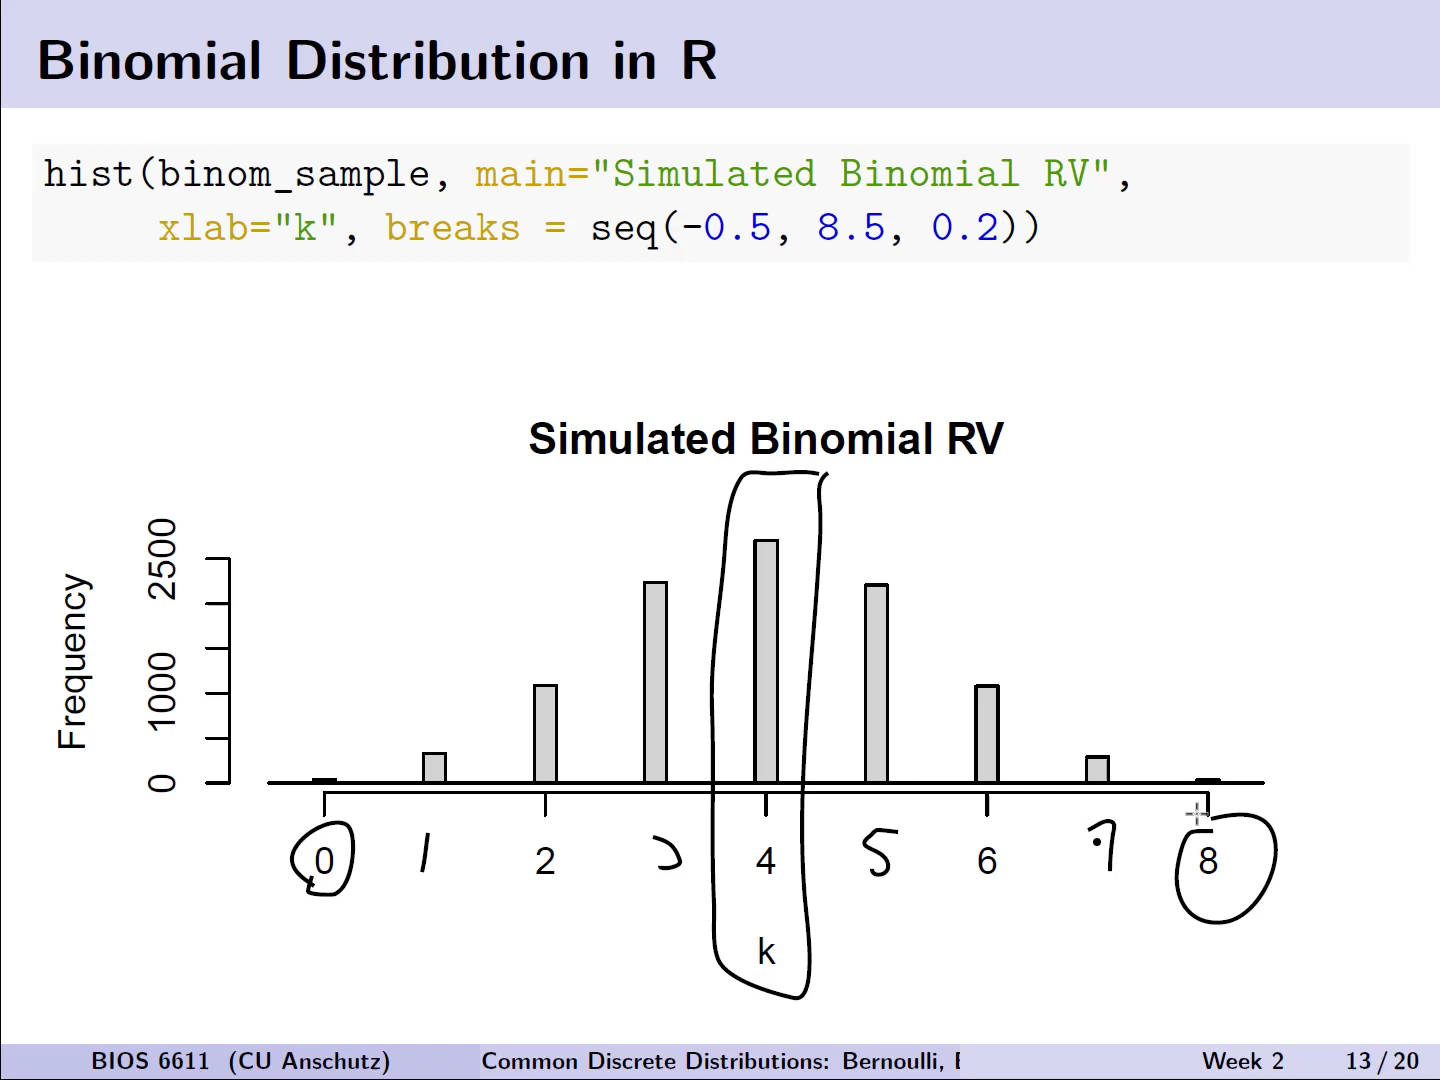 Binomial Distribution in R
hist(binom_sample, main="Simulated Binomial RV",
xlab="k", breaks = seq(-0.5, 8.5, 0.2))
Simulated Binomial RV
Frequency
0 1000 2500
0 1 2 3 4 5 6 7 8
k
BIOS 6611 (CU Anschutz) Common Discrete Distributions: Bernoulli, Week 2 13 / 20